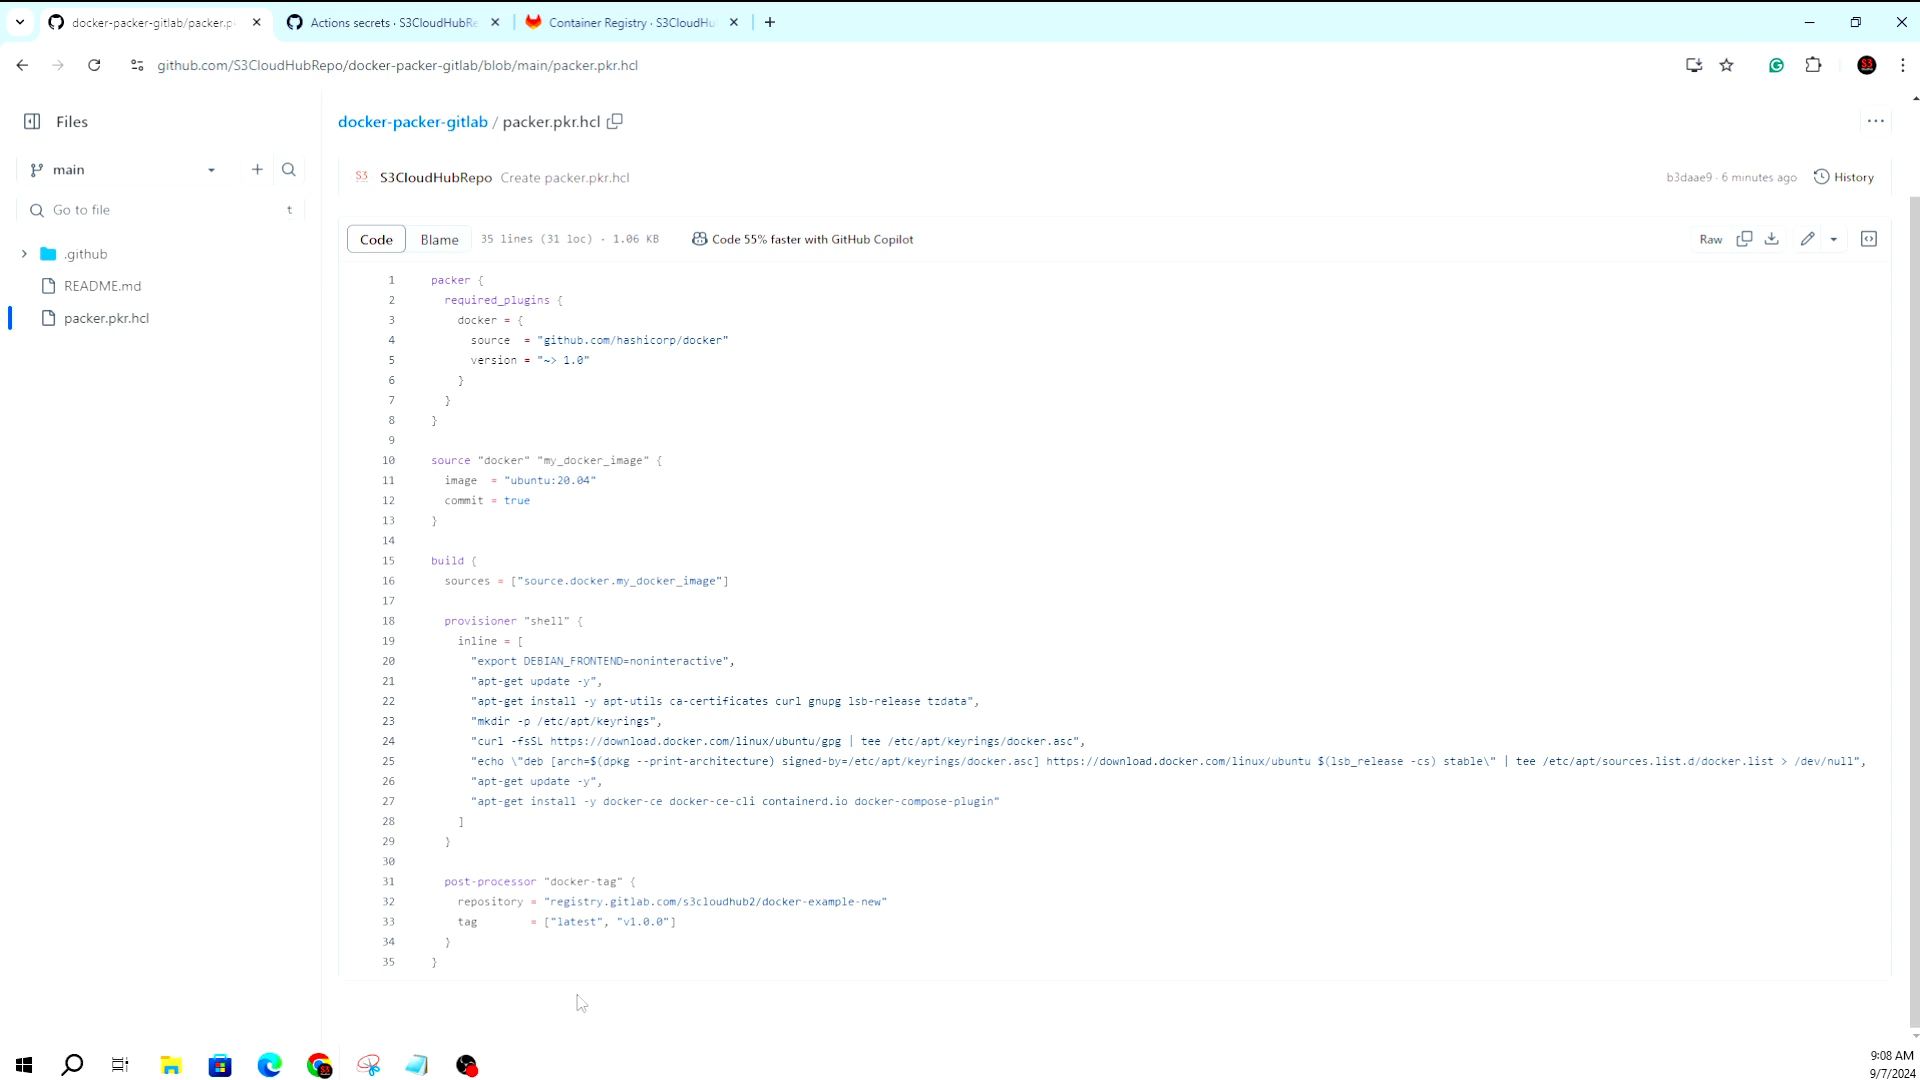 docker-packer-gitlab/packer.p
Actions secrets · S3CloudHubRe
Container Registry · S3CloudHu
github.com/S3CloudHubRepo/docker-packer-gitlab/blob/main/packer.pkr.hcl
S3
Files
docker-packer-gitlab / packer.pkr.hcl
main
S3 S3CloudHubRepo Create packer.pkr.hcl
b3daae9 · 6 minutes ago
History
Go to file
t
Code
Blame
35 lines (31 loc) · 1.06 KB
Code 55% faster with GitHub Copilot
Raw
.github
README.md
packer.pkr.hcl
1 packer {
2 required_plugins {
3 docker = {
4 source = "github.com/hashicorp/docker"
5 version = "~> 1.0"
6 }
7 }
8 }
9
10 source "docker" "my_docker_image" {
11 image = "ubuntu:20.04"
12 commit = true
13 }
14
15 build {
16 sources = ["source.docker.my_docker_image"]
17
18 provisioner "shell" {
19 inline = [
20 "export DEBIAN_FRONTEND=noninteractive",
21 "apt-get update -y",
22 "apt-get install -y apt-utils ca-certificates curl gnupg lsb-release tzdata",
23 "mkdir -p /etc/apt/keyrings",
24 "curl -fsSL https://download.docker.com/linux/ubuntu/gpg | tee /etc/apt/keyrings/docker.asc",
25 "echo \"deb [arch=$(dpkg --print-architecture) signed-by=/etc/apt/keyrings/docker.asc] https://download.docker.com/linux/ubuntu $(lsb_release -cs) stable\" | tee /etc/apt/sources.list.d/docker.list > /dev/null",
26 "apt-get update -y",
27 "apt-get install -y docker-ce docker-ce-cli containerd.io docker-compose-plugin"
28 ]
29 }
30
31 post-processor "docker-tag" {
32 repository = "registry.gitlab.com/s3cloudhub2/docker-example-new"
33 tag = ["latest", "v1.0.0"]
34 }
35 }
9:08 AM
9/7/2024